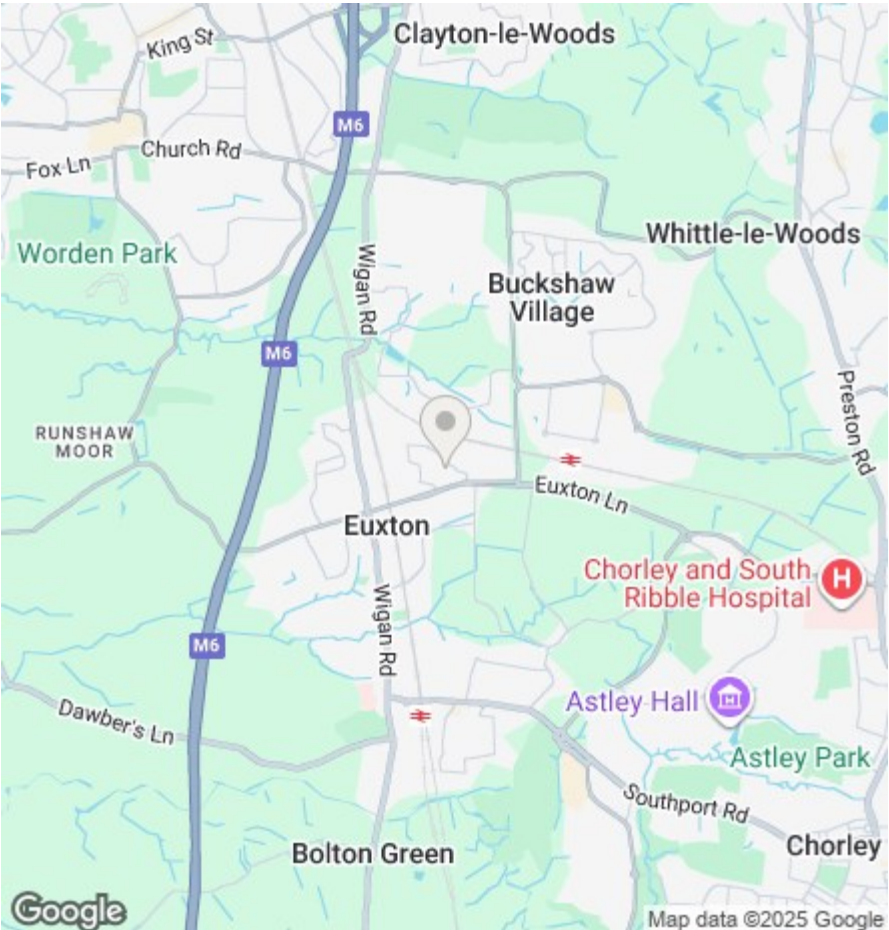 Clayton-le-Woods
King St
M6
Church Rd
Fox Ln
Whittle-le-Woods
Worden Park
Wigan Rd
Buckshaw
Village
M6
Preston Rd
RUNSHAW
MOOR
Euxton Ln
Euxton
Chorley and South
Ribble Hospital
H
Wigan Rd
M6
Astley Hall
Dawber's Ln
Astley Park
Southport Rd
Chorley
Bolton Green
Google
Map data ©2025 Google